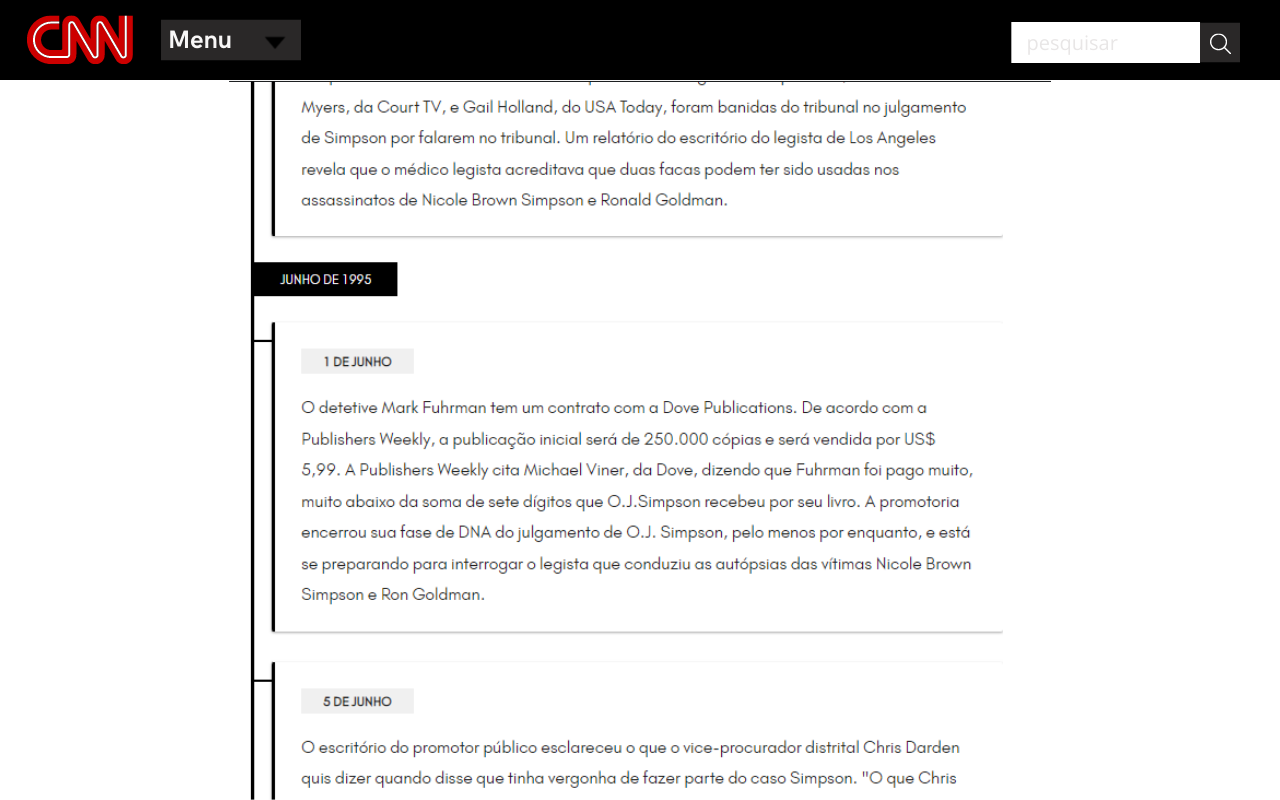 CNN
Menu
pesquisar
Myers, da Court TV, e Gail Holland, do USA Today, foram banidas do tribunal no julgamento
de Simpson por falarem no tribunal. Um relatório do escritório do legista de Los Angeles
revela que o médico legista acreditava que duas facas podem ter sido usadas nos
assassinatos de Nicole Brown Simpson e Ronald Goldman.
JUNHO DE 1995
1 DE JUNHO
O detetive Mark Fuhrman tem um contrato com a Dove Publications. De acordo com a
Publishers Weekly, a publicação inicial será de 250.000 cópias e será vendida por US$
5,99. A Publishers Weekly cita Michael Viner, da Dove, dizendo que Fuhrman foi pago muito,
muito abaixo da soma de sete dígitos que O.J.Simpson recebeu por seu livro. A promotoria
encerrou sua fase de DNA do julgamento de O.J. Simpson, pelo menos por enquanto, e está
se preparando para interrogar o legista que conduziu as autópsias das vítimas Nicole Brown
Simpson e Ron Goldman.
5 DE JUNHO
O escritório do promotor público esclareceu o que o vice-procurador distrital Chris Darden
quis dizer quando disse que tinha vergonha de fazer parte do caso Simpson. "O que Chris